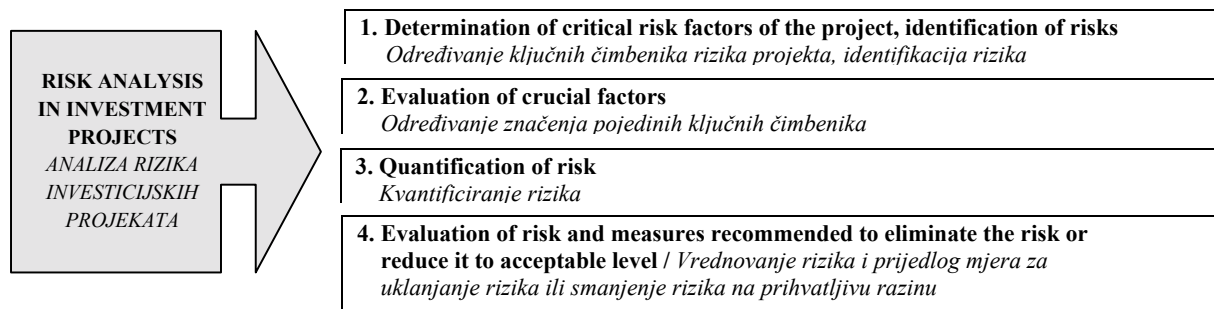 RISK ANALYSIS
IN INVESTMENT
PROJECTS
ANALIZA RIZIKA
INVESTICIJSKIH
PROJEKATA
1. Determination of critical risk factors of the project, identification of risks
Određivanje ključnih čimbenika rizika projekta, identifikacija rizika
2. Evaluation of crucial factors
Određivanje značenja pojedinih ključnih čimbenika
3. Quantification of risk
Kvantificiranje rizika
4. Evaluation of risk and measures recommended to eliminate the risk or
reduce it to acceptable level / Vrednovanje rizika i prijedlog mjera za
uklanjanje rizika ili smanjenje rizika na prihvatljivu razinu